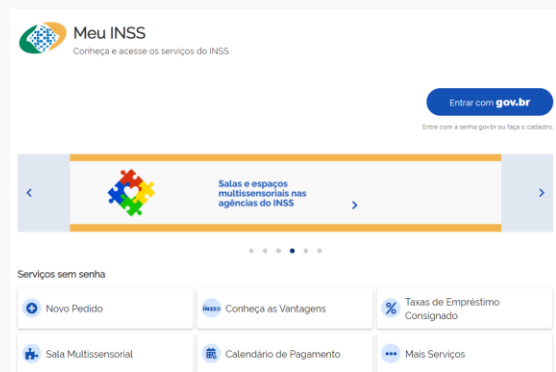 Meu INSS
Conheça e acesse os serviços do INSS
Entrar com gov.br
Entre com a senha gov.br ou faça o cadastro
Salas e espaços
multissensoriais nas
agências do INSS
Serviços sem senha
Novo Pedido
Conheça as Vantagens
Taxas de Empréstimo
Consignado
Sala Multissensorial
Calendário de Pagamento
Mais Serviços